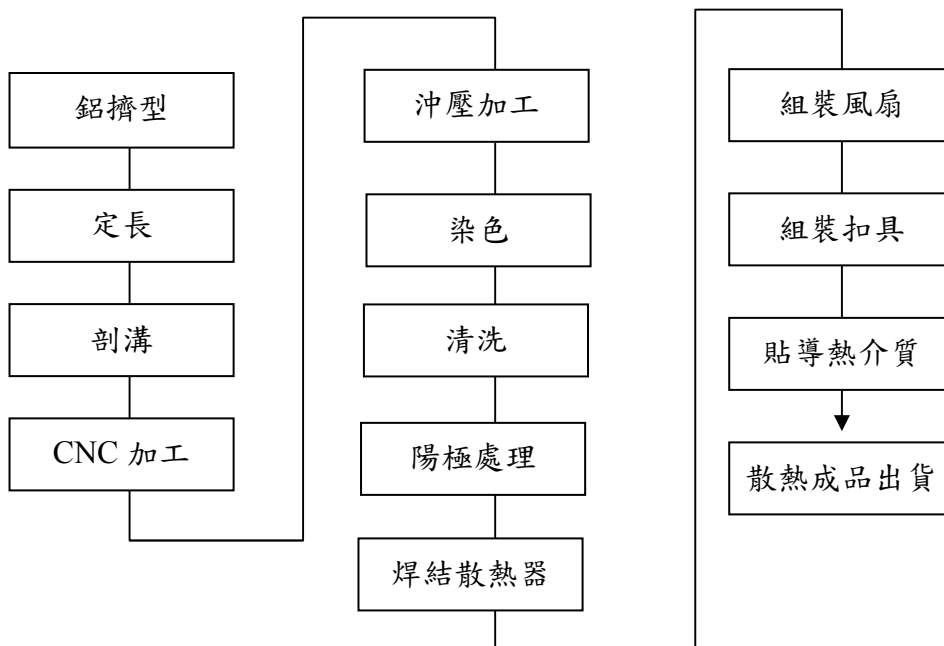 鋁擠型
定長
剖溝
CNC 加工
沖壓加工
染色
清洗
陽極處理
焊結散熱器
組裝風扇
組裝扣具
貼導熱介質
散熱成品出貨